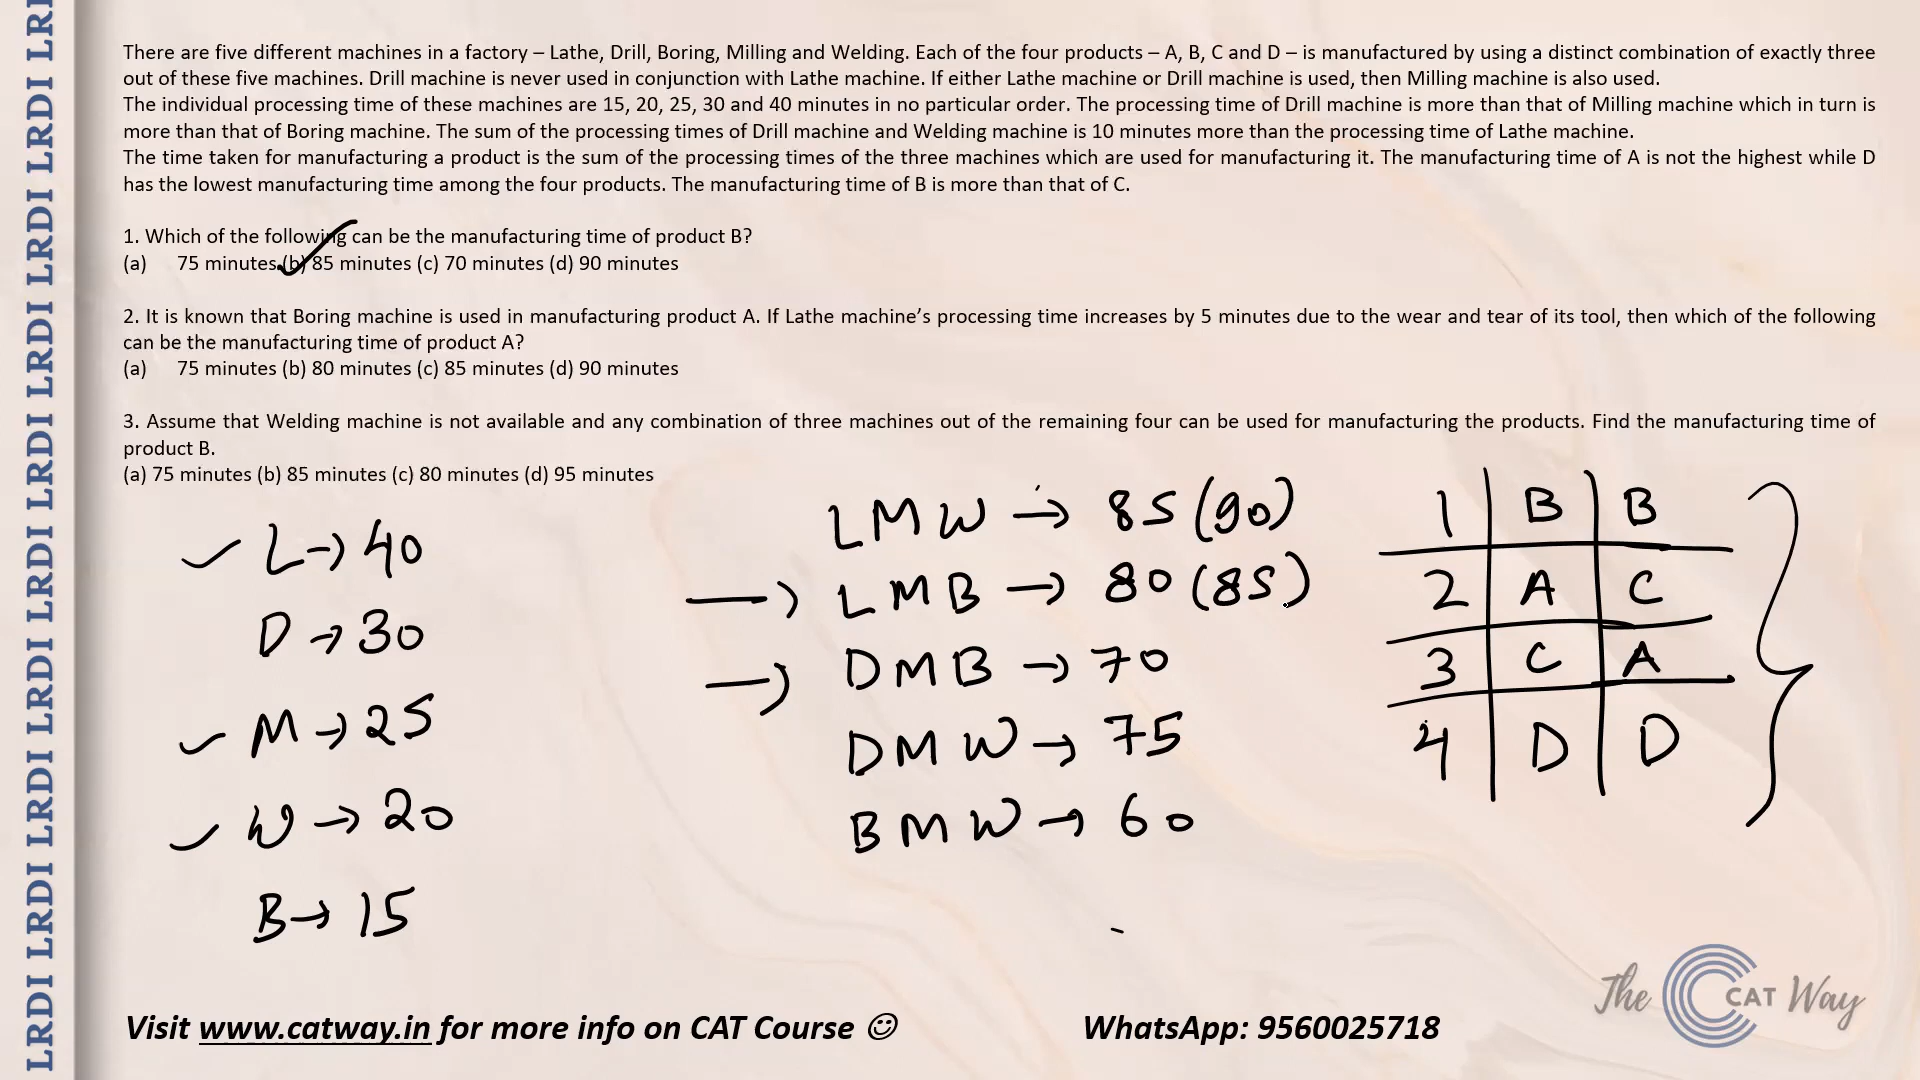 LRDI LRDI LRDI LRDI LRDI LRDI LRDI LRDI LRDI LRI
There are five different machines in a factory – Lathe, Drill, Boring, Milling and Welding. Each of the four products – A, B, C and D – is manufactured by using a distinct combination of exactly three
out of these five machines. Drill machine is never used in conjunction with Lathe machine. If either Lathe machine or Drill machine is used, then Milling machine is also used.
The individual processing time of these machines are 15, 20, 25, 30 and 40 minutes in no particular order. The processing time of Drill machine is more than that of Milling machine which in turn is
more than that of Boring machine. The sum of the processing times of Drill machine and Welding machine is 10 minutes more than the processing time of Lathe machine.
The time taken for manufacturing a product is the sum of the processing times of the three machines which are used for manufacturing it. The manufacturing time of A is not the highest while D
has the lowest manufacturing time among the four products. The manufacturing time of B is more than that of C.
1. Which of the following can be the manufacturing time of product B?
(a) 75 minutes (b) 85 minutes (c) 70 minutes (d) 90 minutes
2. It is known that Boring machine is used in manufacturing product A. If Lathe machine's processing time increases by 5 minutes due to the wear and tear of its tool, then which of the following
can be the manufacturing time of product A?
(a) 75 minutes (b) 80 minutes (c) 85 minutes (d) 90 minutes
3. Assume that Welding machine is not available and any combination of three machines out of the remaining four can be used for manufacturing the products. Find the manufacturing time of
product B.
(a) 75 minutes (b) 85 minutes (c) 80 minutes (d) 95 minutes
L → 40
D → 30
M → 25
W → 20
B → 15
LMW → 85 (90)
→ LMB → 80 (85)
→ DMB → 70
DMW → 75
BMW → 60
1 B B
2 A C
3 C A
4 D D
The CAT Way
Visit www.catway.in for more info on CAT Course ☺
WhatsApp: 9560025718